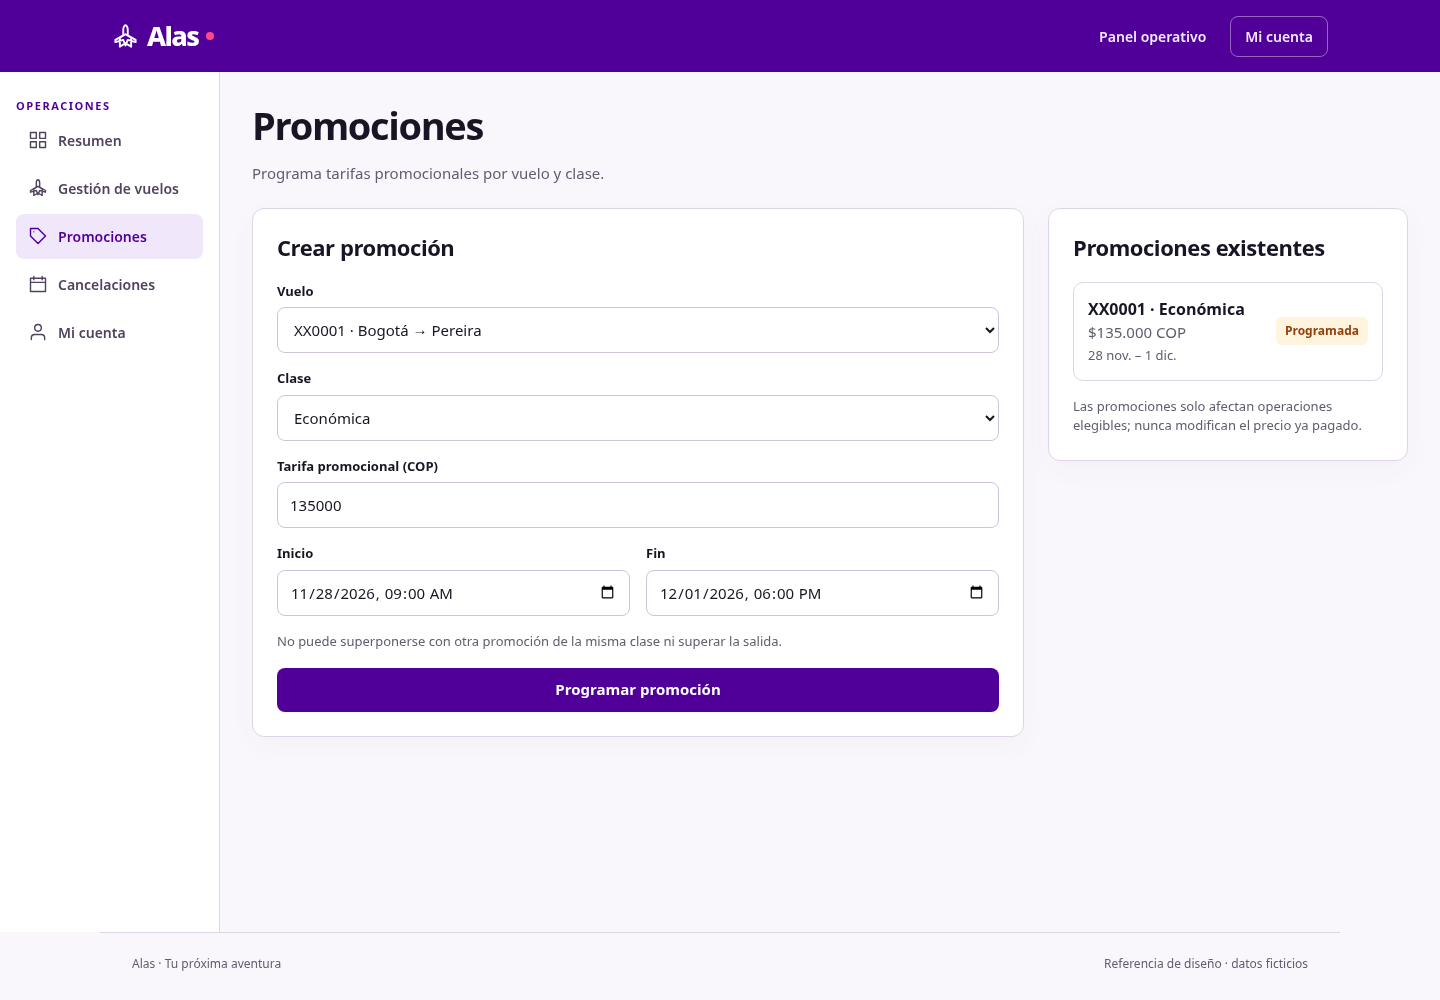 Alas
Panel operativo
Mi cuenta
OPERACIONES
Resumen
Gestión de vuelos
Promociones
Cancelaciones
Mi cuenta
Promociones
Programa tarifas promocionales por vuelo y clase.
Crear promoción
Vuelo
XX0001 · Bogotá → Pereira
Clase
Económica
Tarifa promocional (COP)
135000
Inicio
11/28/2026, 09:00 AM
Fin
12/01/2026, 06:00 PM
No puede superponerse con otra promoción de la misma clase ni superar la salida.
Programar promoción
Promociones existentes
XX0001 · Económica
$135.000 COP
28 nov. – 1 dic.
Programada
Las promociones solo afectan operaciones
elegibles; nunca modifican el precio ya pagado.
Alas · Tu próxima aventura
Referencia de diseño · datos ficticios